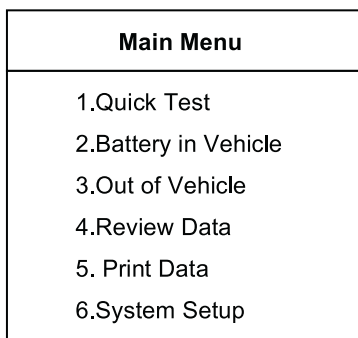 Main Menu
1.Quick Test
2.Battery in Vehicle
3.Out of Vehicle
4.Review Data
5. Print Data
6.System Setup